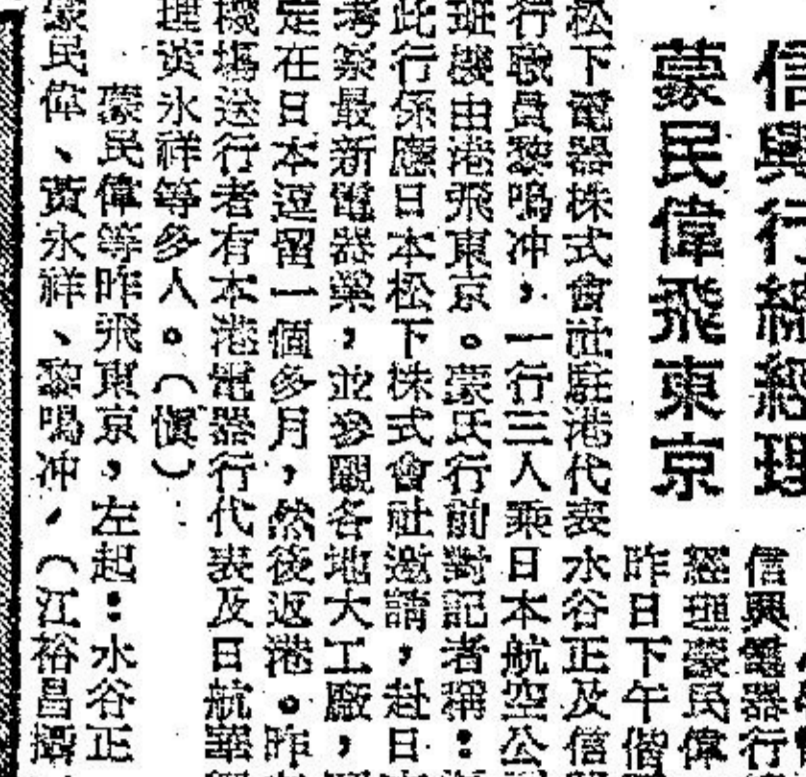 信興行總經理
蒙民偉飛東京
信興電器行
經理蒙民偉
昨日下午偕
松下電器株式會社駐港代表水谷正及信
行職員黎鳴冲，一行三人乘日本航空公
班機由港飛東京。蒙氏行前對記者稱：
此行係應日本松下株式會社邀請，赴日
考察最新電器業，並參觀各地大工廠，
定在日本逗留一個多月，然後返港。昨
機塲送行者有本港電器行代表及日航華
理黃永祥等多人。（愼）
蒙民偉等昨飛東京，左起：水谷正
蒙民偉、黃永祥、黎鳴冲，（江裕昌攝